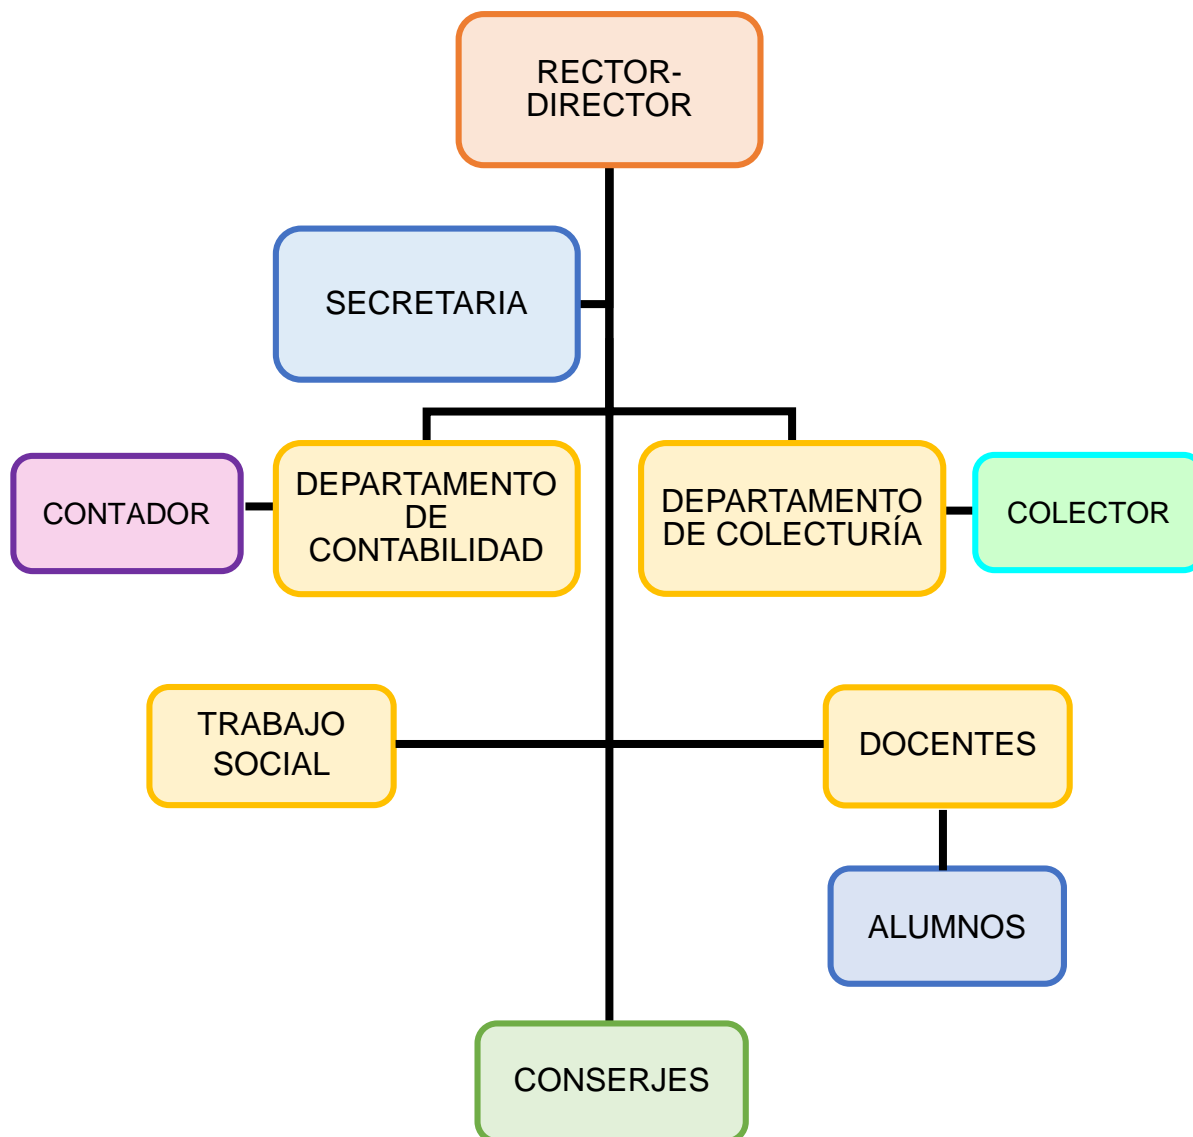 RECTOR-
DIRECTOR
SECRETARIA
CONTADOR
DEPARTAMENTO
DE
CONTABILIDAD
DEPARTAMENTO
DE COLECTURÍA
COLECTOR
TRABAJO
SOCIAL
DOCENTES
ALUMNOS
CONSERJES